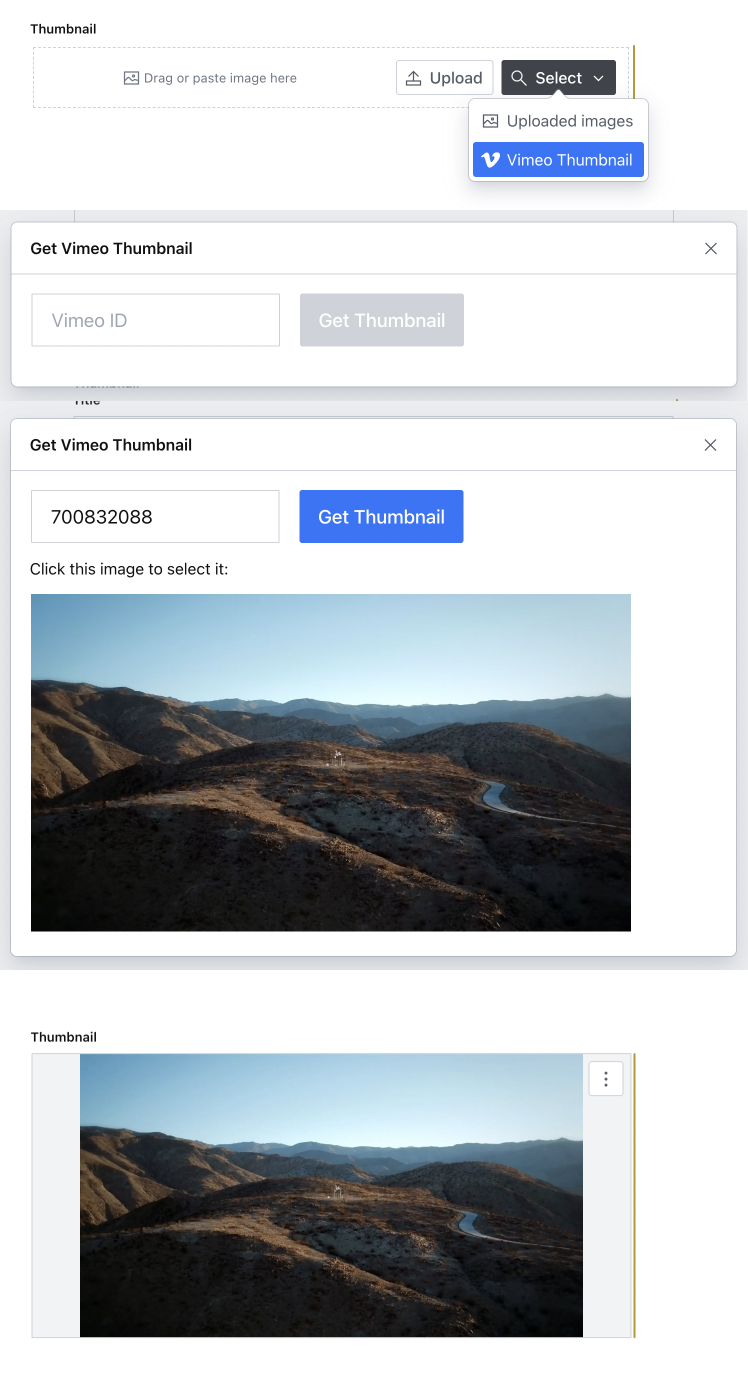 Thumbnail
Drag or paste image here
Upload
Select
Uploaded images
Vimeo Thumbnail
Get Vimeo Thumbnail
Vimeo ID
Get Thumbnail
Title
Get Vimeo Thumbnail
700832088
Get Thumbnail
Click this image to select it:
Thumbnail